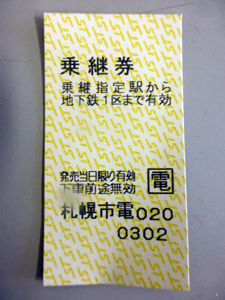 乗継券
乗継指定駅から
地下鉄1区まで有効
発売当日限り有効
下車前途無効
電
札幌市電020
0302